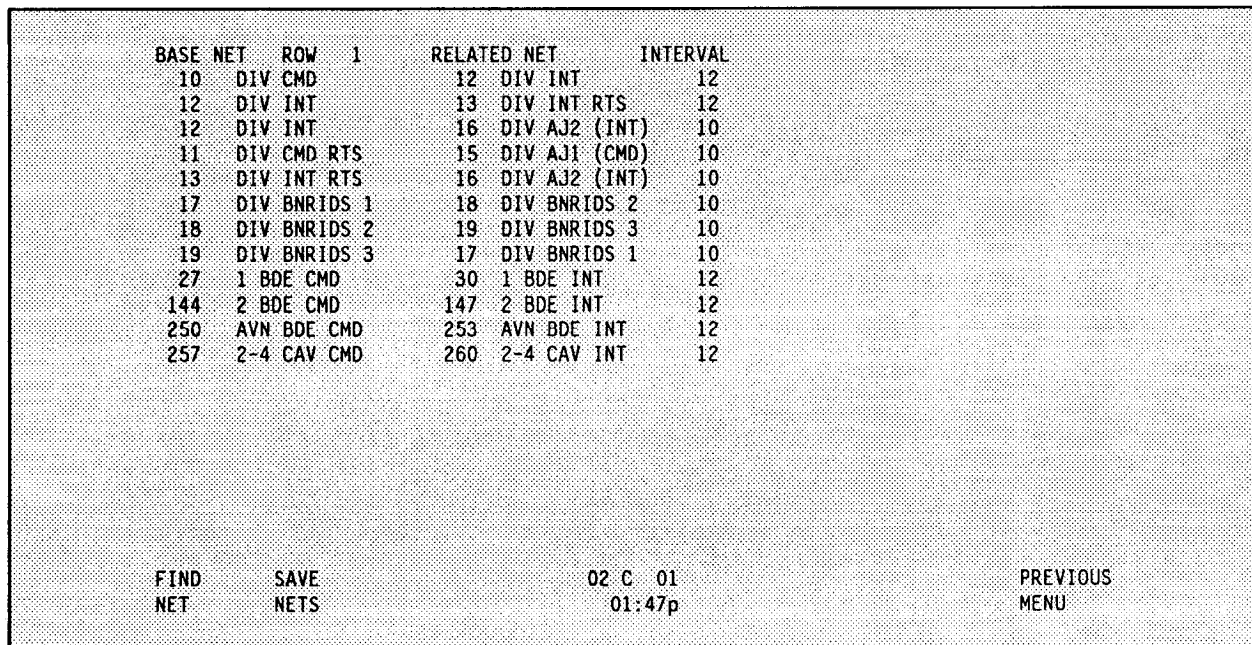 BASE NET ROW 1 RELATED NET INTERVAL
10 DIV CMD 12 DIV INT 12
12 DIV INT 13 DIV INT RTS 12
12 DIV INT 16 DIV AJ2 (INT) 10
11 DIV CMD RTS 15 DIV AJ1 (CMD) 10
13 DIV INT RTS 16 DIV AJ2 (INT) 10
17 DIV BNRIDS 1 18 DIV BNRIDS 2 10
18 DIV BNRIDS 2 19 DIV BNRIDS 3 10
19 DIV BNRIDS 3 17 DIV BNRIDS 1 10
27 1 BDE CMD 30 1 BDE INT 12
144 2 BDE CMD 147 2 BDE INT 12
250 AVN BDE CMD 253 AVN BDE INT 12
257 2-4 CAV CMD 260 2-4 CAV INT 12
FIND SAVE 02 C 01 PREVIOUS
NET NETS 01:47p MENU